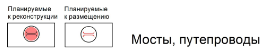 Планируемые к реконструкции
Планируемые к размещению
Мосты, путепроводы